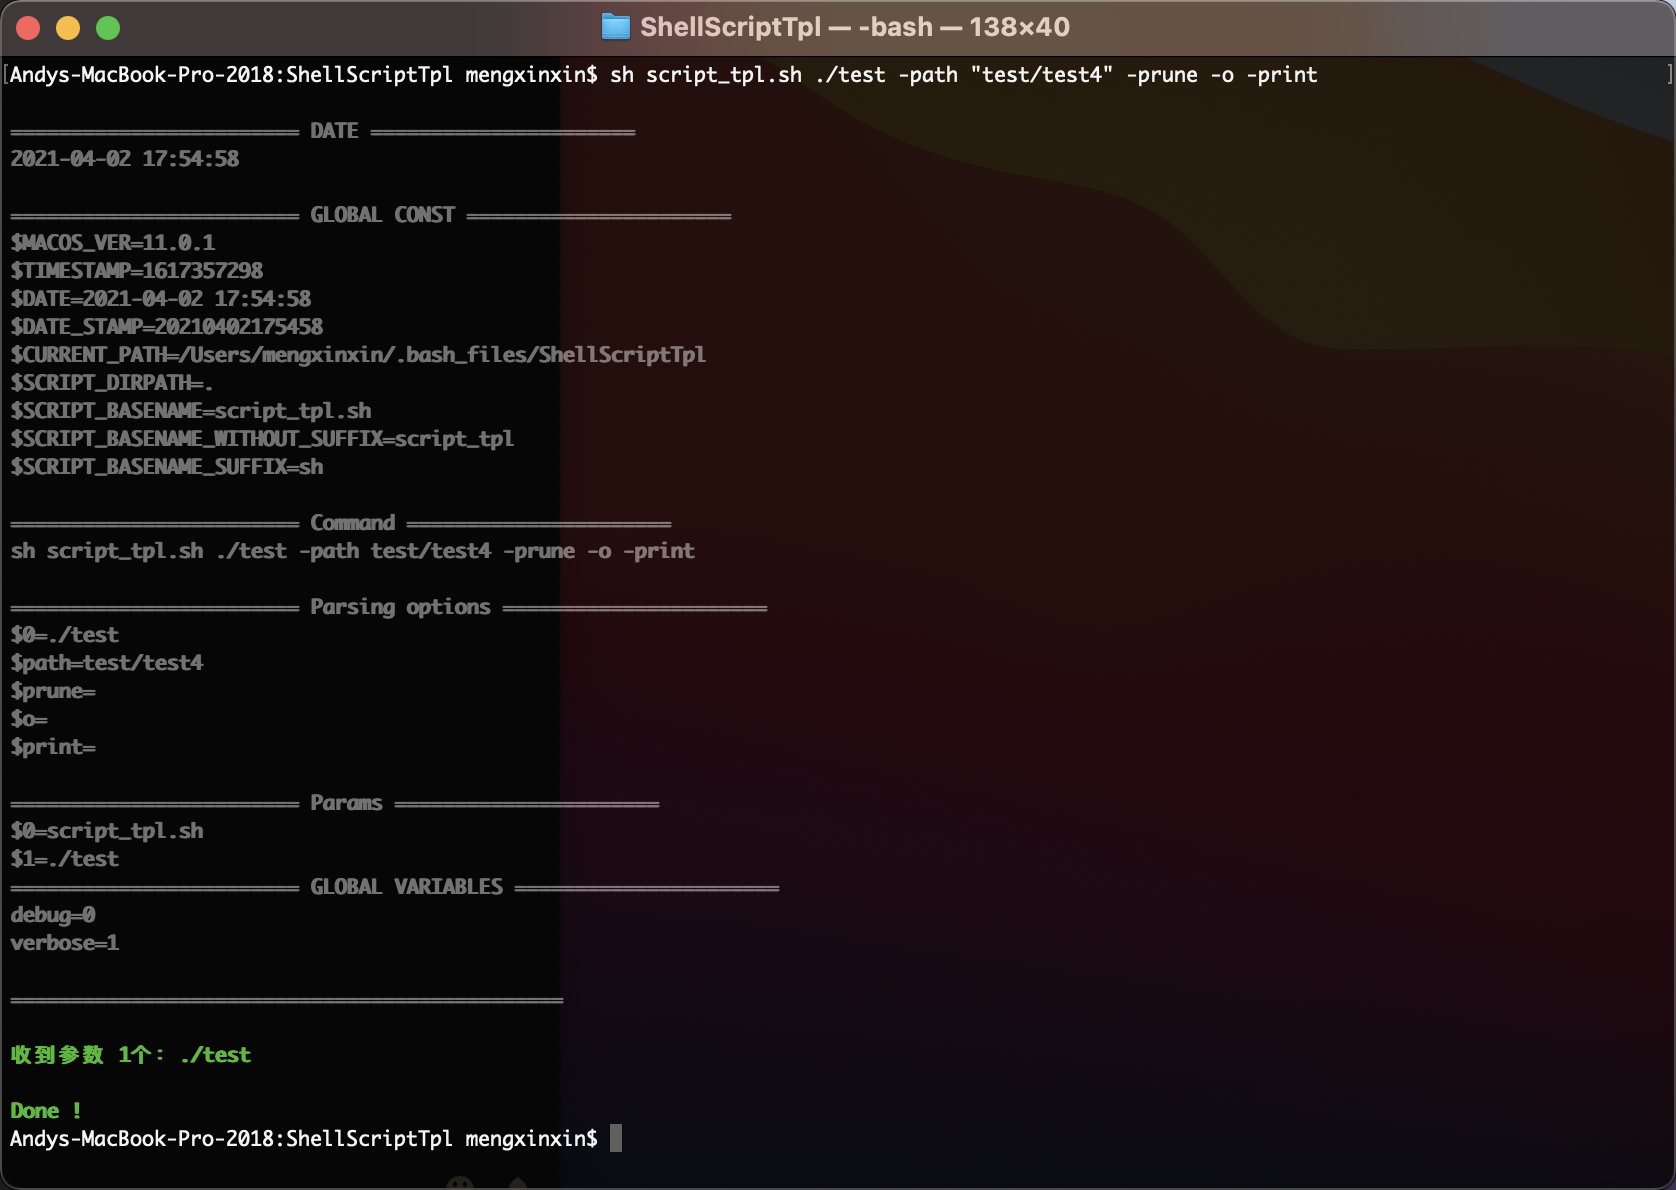 ShellScriptTpl — -bash — 138×40
[Andys-MacBook-Pro-2018:ShellScriptTpl mengxinxin$ sh script_tpl.sh ./test -path "test/test4" -prune -o -print ]
════════════════════════ DATE ══════════════════════
2021-04-02 17:54:58
════════════════════════ GLOBAL CONST ══════════════════════
$MACOS_VER=11.0.1
$TIMESTAMP=1617357298
$DATE=2021-04-02 17:54:58
$DATE_STAMP=20210402175458
$CURRENT_PATH=/Users/mengxinxin/.bash_files/ShellScriptTpl
$SCRIPT_DIRPATH=.
$SCRIPT_BASENAME=script_tpl.sh
$SCRIPT_BASENAME_WITHOUT_SUFFIX=script_tpl
$SCRIPT_BASENAME_SUFFIX=sh
════════════════════════ Command ══════════════════════
sh script_tpl.sh ./test -path test/test4 -prune -o -print
════════════════════════ Parsing options ══════════════════════
$0=./test
$path=test/test4
$prune=
$o=
$print=
════════════════════════ Params ══════════════════════
$0=script_tpl.sh
$1=./test
════════════════════════ GLOBAL VARIABLES ══════════════════════
debug=0
verbose=1
══════════════════════════════════════════════
收到参数 1个: ./test
Done !
Andys-MacBook-Pro-2018:ShellScriptTpl mengxinxin$